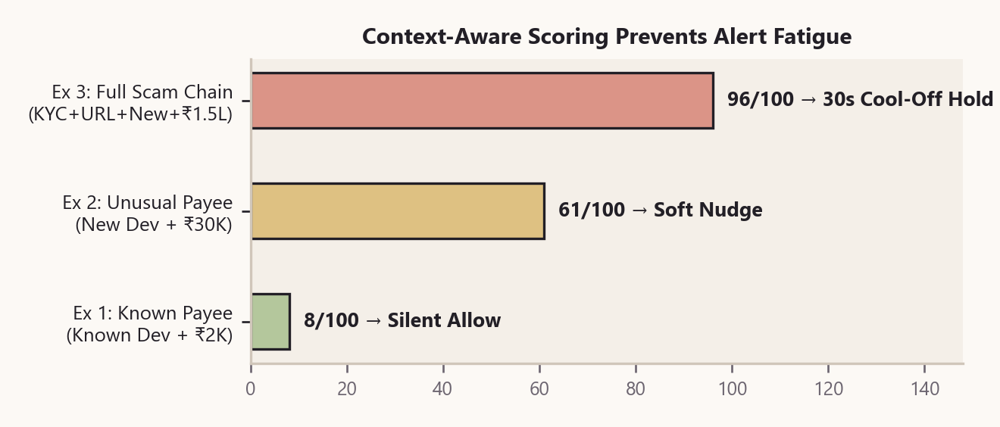 Context-Aware Scoring Prevents Alert Fatigue
Ex 3: Full Scam Chain
(KYC+URL+New+₹1.5L)
96/100 → 30s Cool-Off Hold
Ex 2: Unusual Payee
(New Dev + ₹30K)
61/100 → Soft Nudge
Ex 1: Known Payee
(Known Dev + ₹2K)
8/100 → Silent Allow
0 20 40 60 80 100 120 140